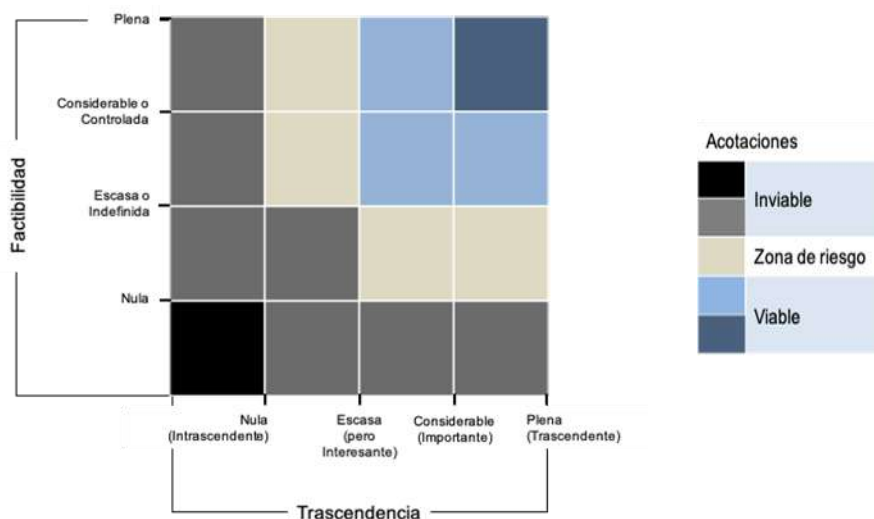 Plena
Considerable o
Controlada
Escasa o
Indefinida
Nula
Factibilidad
Nula
(Intrascendente)
Escasa
(pero
Interesante)
Considerable
(Importante)
Plena
(Trascendente)
Trascendencia
Acotaciones
Inviable
Zona de riesgo
Viable